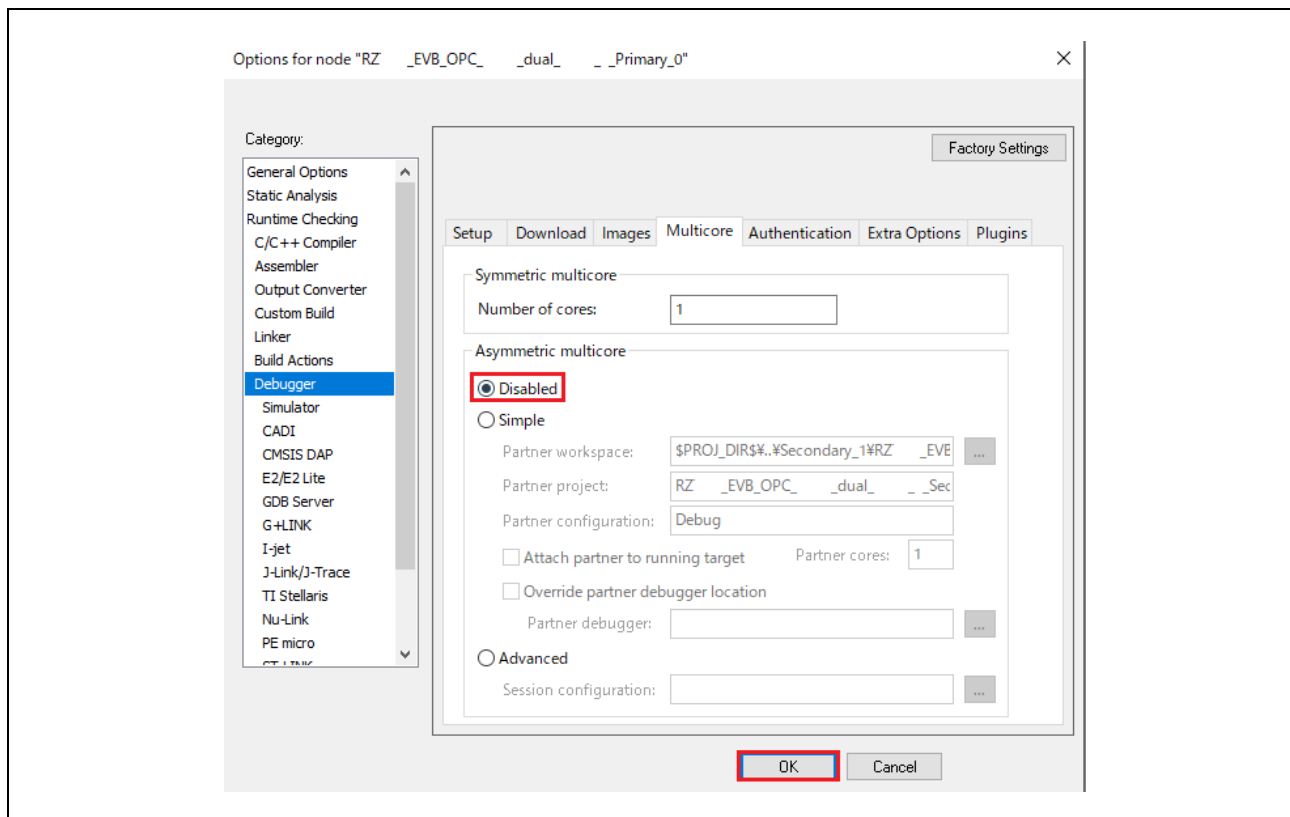 Options for node "RZ _EVB_OPC_ _dual_ _ _Primary_0"
Category:
General Options
Static Analysis
Runtime Checking
C/C++ Compiler
Assembler
Output Converter
Custom Build
Linker
Build Actions
Debugger
Simulator
CADI
CMSIS DAP
E2/E2 Lite
GDB Server
G+LINK
I-jet
J-Link/J-Trace
TI Stellaris
Nu-Link
PE micro
ST-LINK
Factory Settings
Setup Download Images Multicore Authentication Extra Options Plugins
Symmetric multicore
Number of cores: 1
Asymmetric multicore
Disabled
Simple
Partner workspace: $PROJ_DIR$¥..¥Secondary_1¥RZ _EVB ...
Partner project: RZ _EVB_OPC_ _dual_ _ _Sec
Partner configuration: Debug
Attach partner to running target Partner cores: 1
Override partner debugger location
Partner debugger: ...
Advanced
Session configuration: ...
OK Cancel